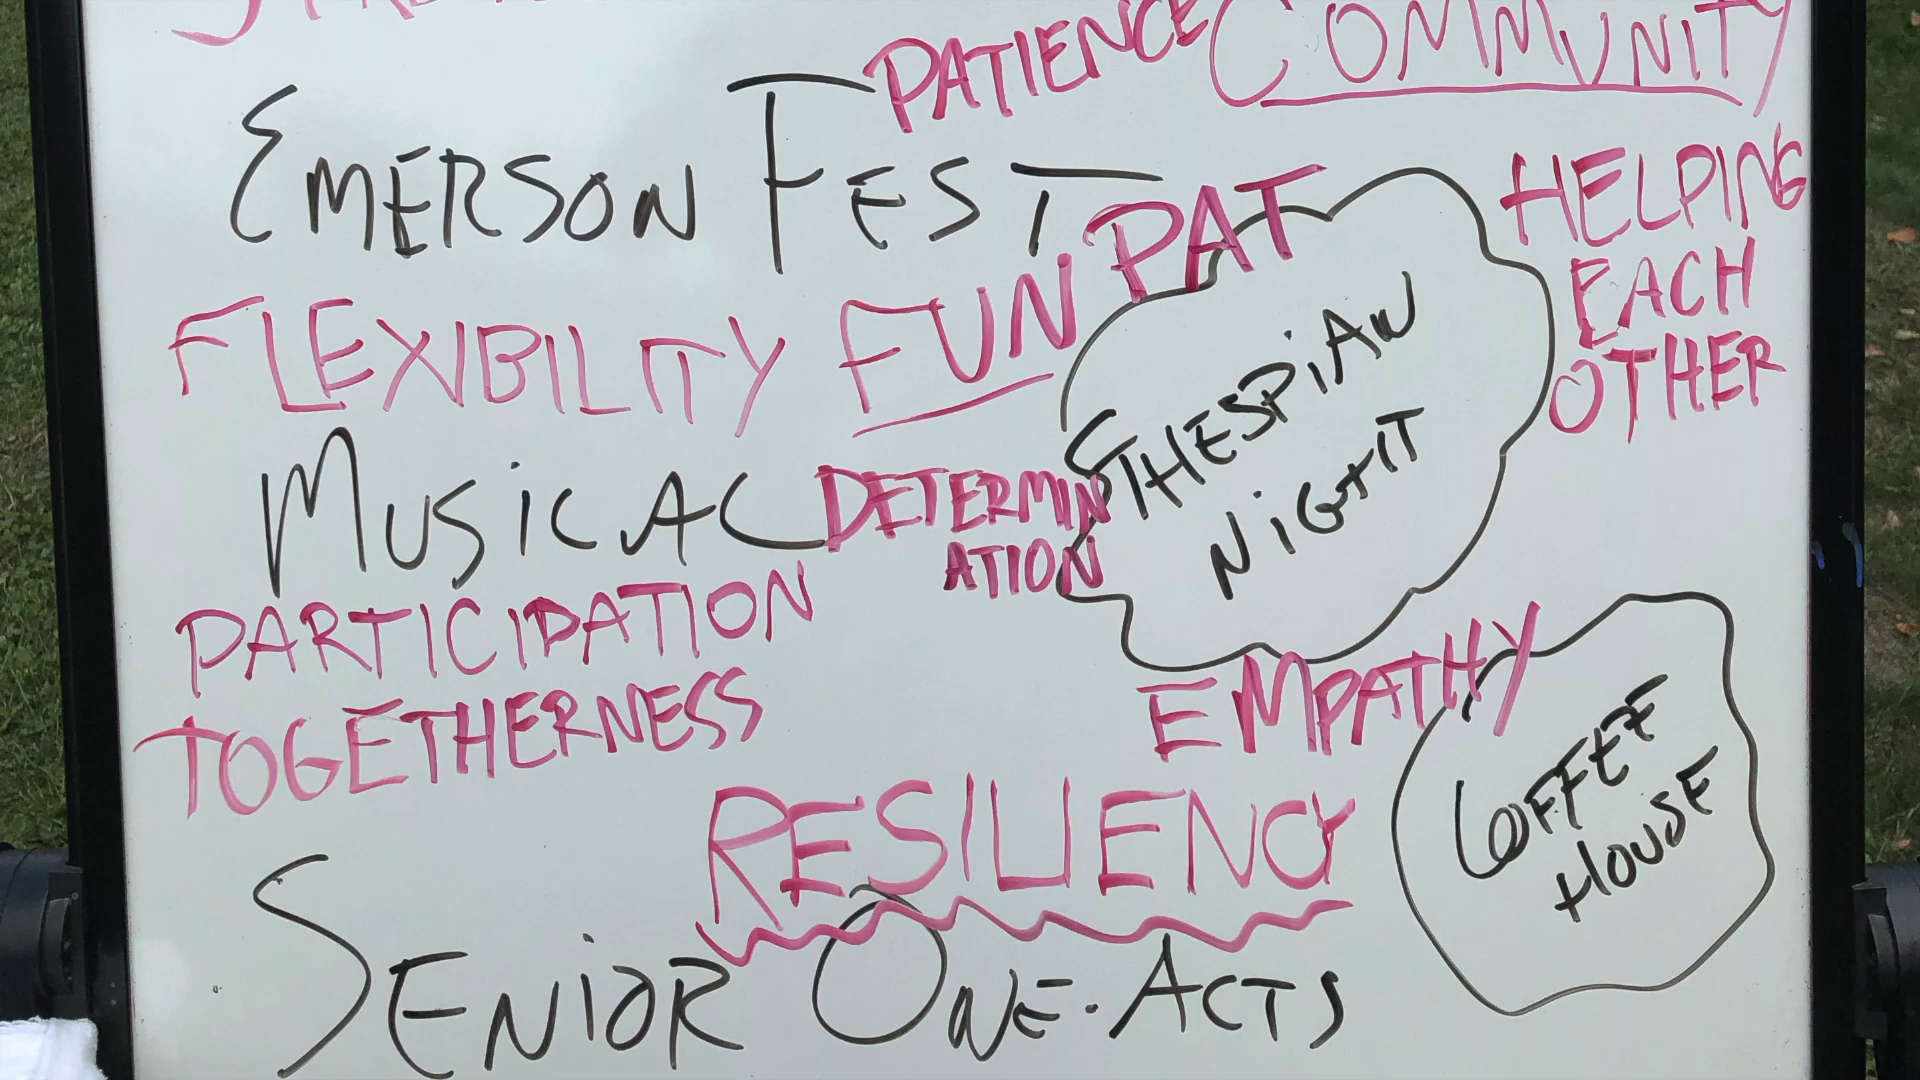 PATIENCE COMMUNITY
EMERSON FEST
PAT
HELPING
EACH
OTHER
FLEXIBILITY FUN
THESPIAN
NIGHT
MUSICAL
DETERMIN
ATION
PARTICIPATION
TOGETHERNESS
EMPATHY
COFFEE
HOUSE
RESILIENCY
SENIOR ONE-ACTS